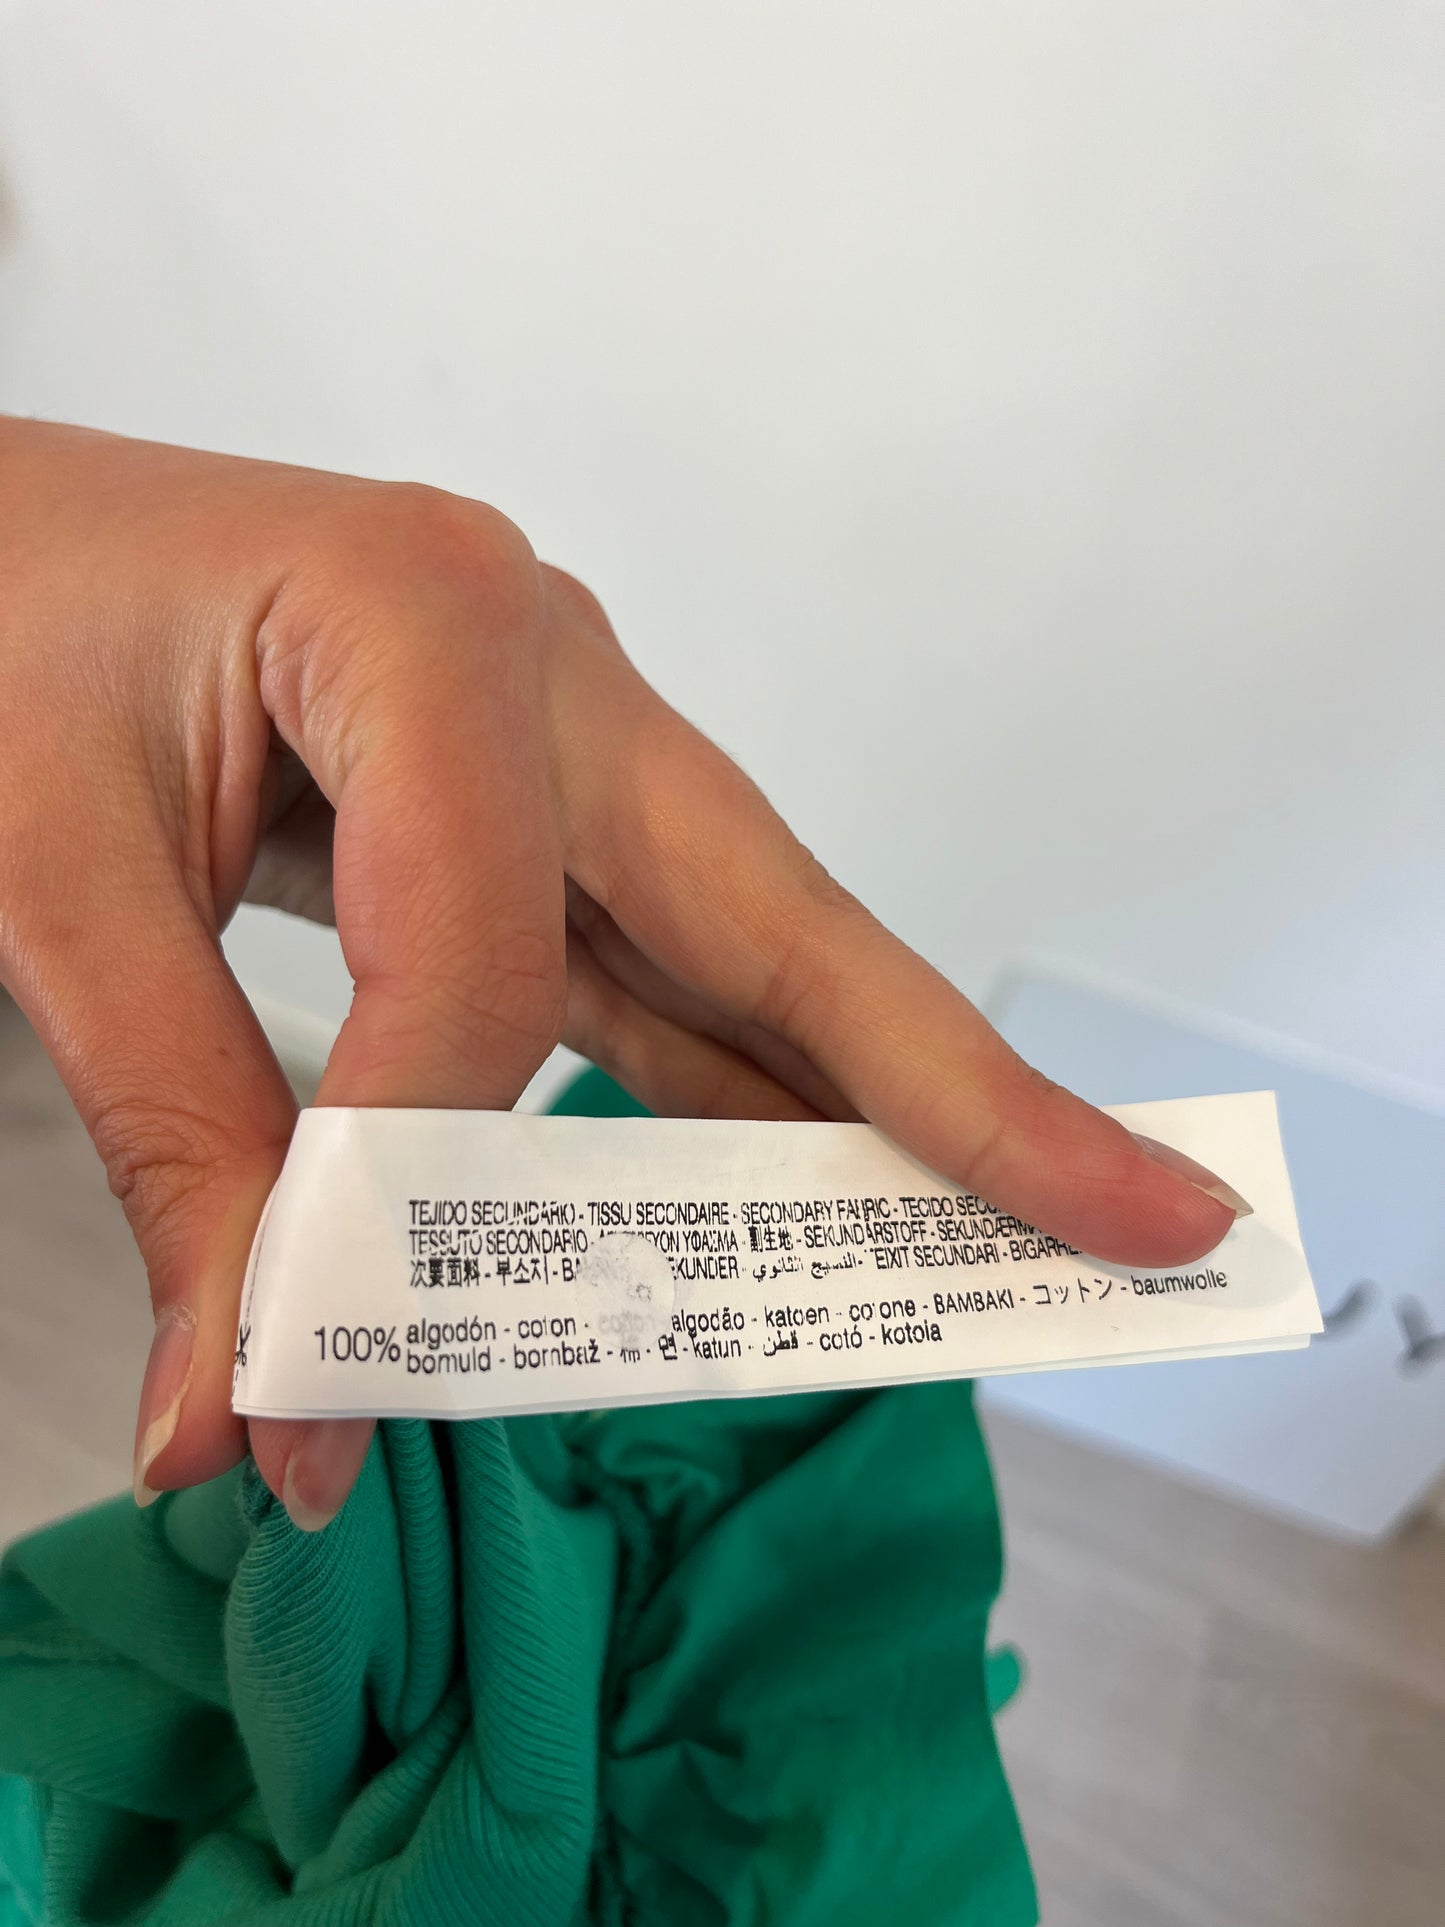 TEJIDO SECUNDARIO - TISSU SECONDAIRE - SECONDARY FABRIC - TECIDO
TESSUTO SECONDARIO - ΥΦΑΣΜΑ - 副生地 - SEKUNDÄRSTOFF -
次要面料 - 부소재 - SEKUNDER - النسيج الثانوي - TEIXIT SECUNDARI -
100% algodón - coton - algodão - katoen - cotone - BAMBAKI - コットン - baumwolle
bomuld - bombaž - 棉 - 면 - katun - قطن - cotó - kotoia